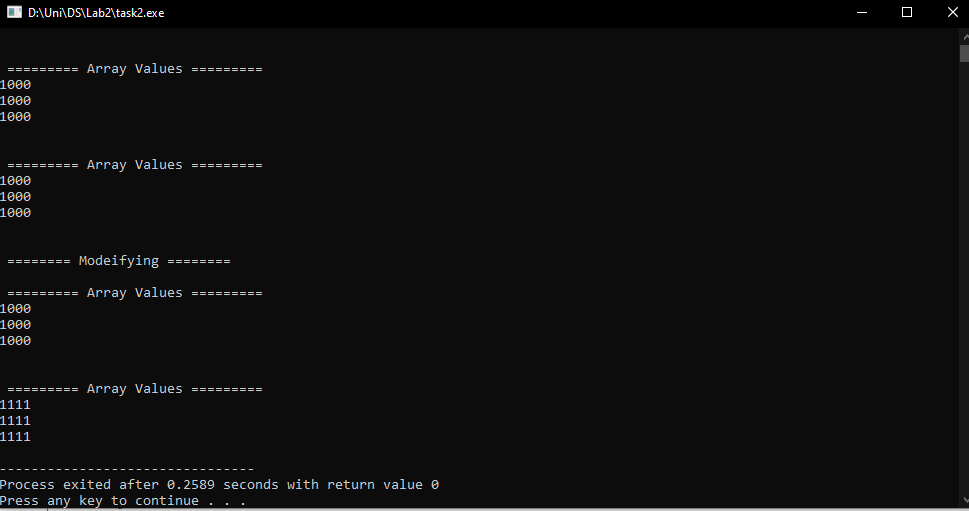 D:\Uni\DS\Lab2\task2.exe
========= Array Values =========
1000
1000
1000
========= Array Values =========
1000
1000
1000
======== Modeifying ========
========= Array Values =========
1000
1000
1000
========= Array Values =========
1111
1111
1111
--------------------------------
Process exited after 0.2589 seconds with return value 0
Press any key to continue . . .